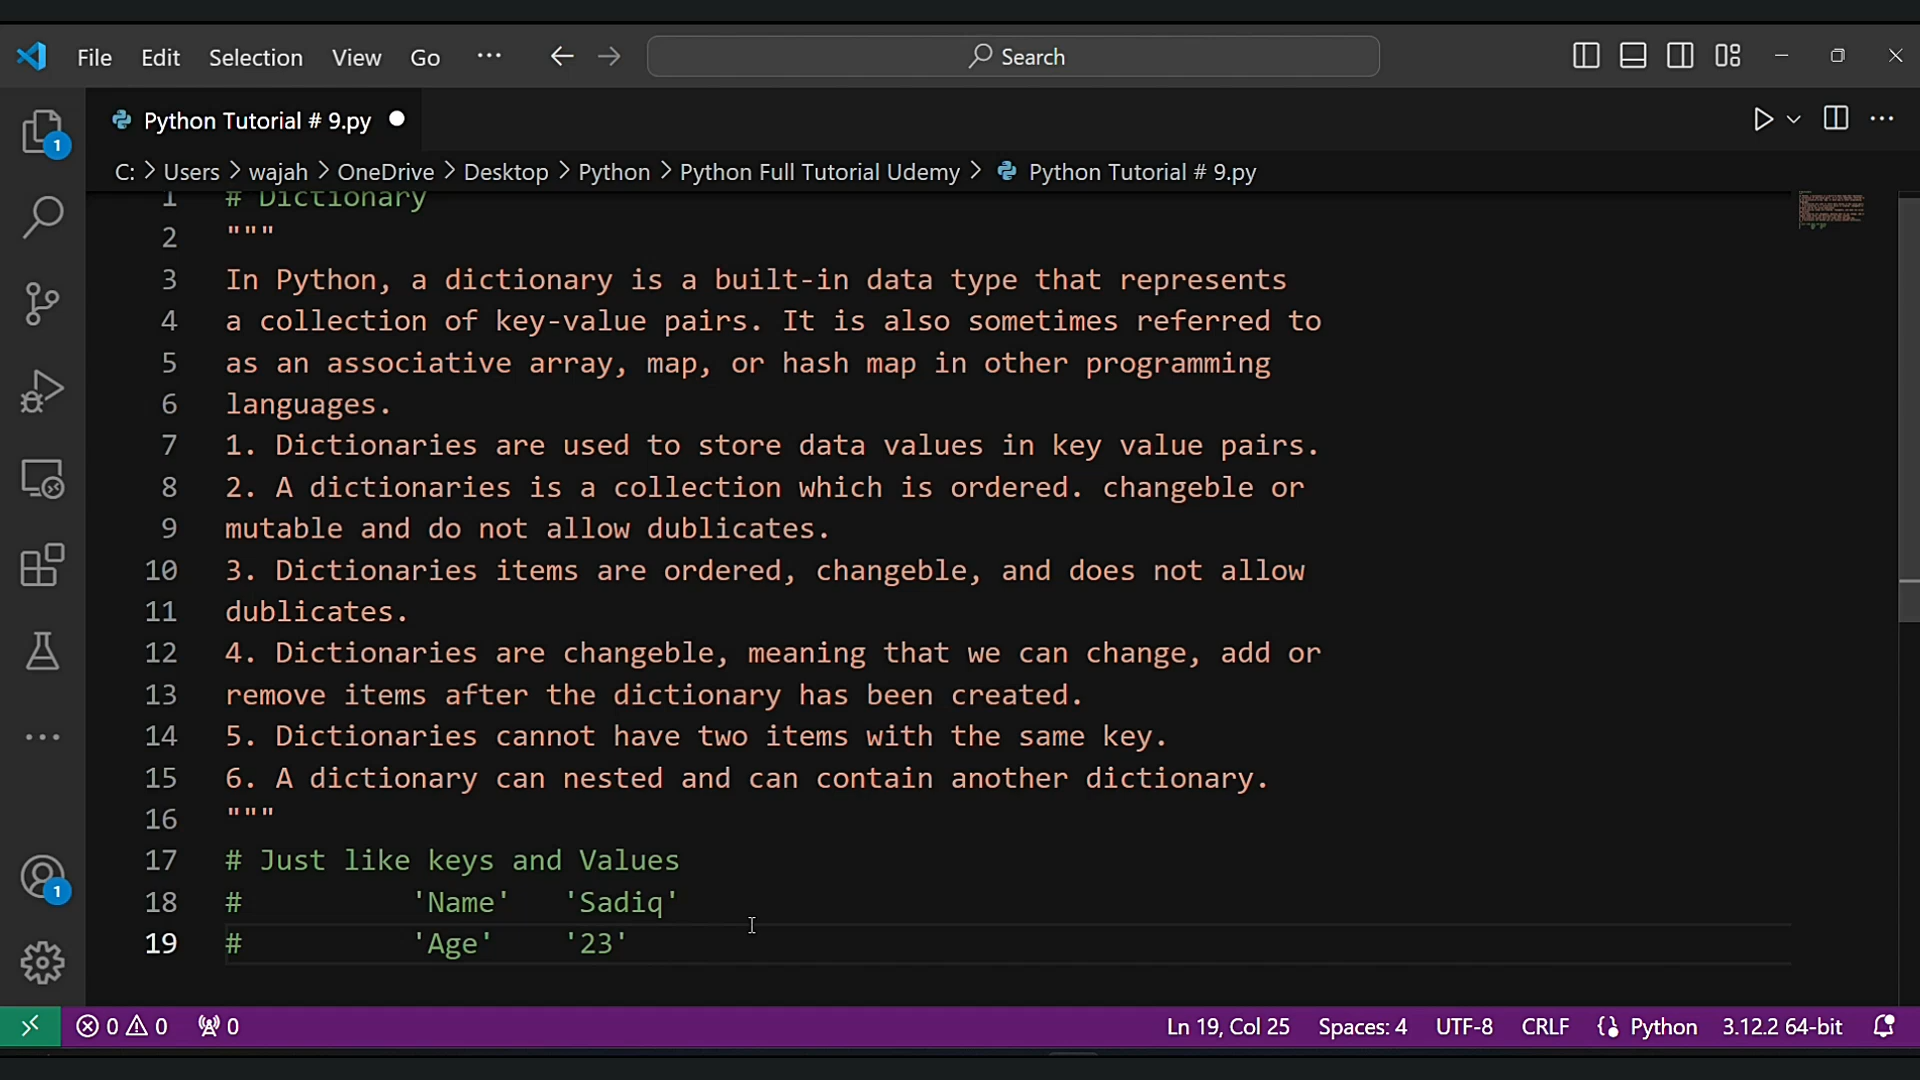 File Edit Selection View Go ··· Search
Python Tutorial # 9.py
C: > Users > wajah > OneDrive > Desktop > Python > Python Full Tutorial Udemy > Python Tutorial # 9.py
1 # Dictionary
2 """
3 In Python, a dictionary is a built-in data type that represents
4 a collection of key-value pairs. It is also sometimes referred to
5 as an associative array, map, or hash map in other programming
6 languages.
7 1. Dictionaries are used to store data values in key value pairs.
8 2. A dictionaries is a collection which is ordered. changeble or
9 mutable and do not allow dublicates.
10 3. Dictionaries items are ordered, changeble, and does not allow
11 dublicates.
12 4. Dictionaries are changeble, meaning that we can change, add or
13 remove items after the dictionary has been created.
14 5. Dictionaries cannot have two items with the same key.
15 6. A dictionary can nested and can contain another dictionary.
16 """
17 # Just like keys and Values
18 # 'Name' 'Sadiq'
19 # 'Age' '23'
1
1
0 0 0 Ln 19, Col 25 Spaces: 4 UTF-8 CRLF Python 3.12.2 64-bit